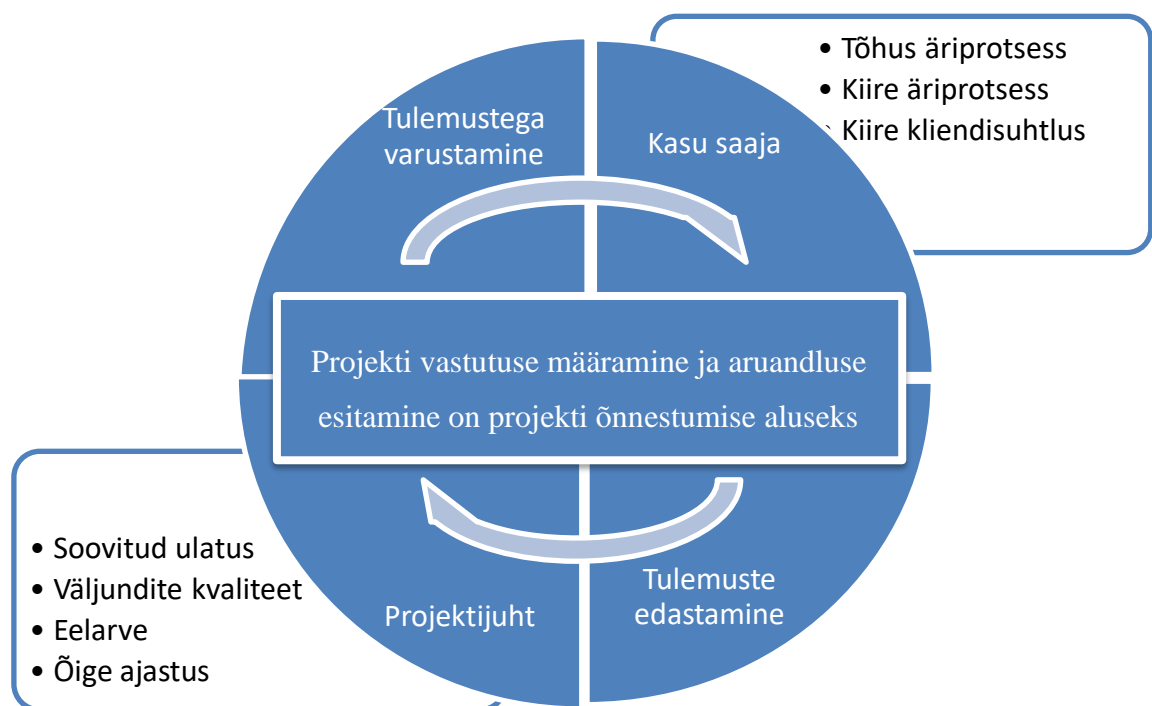 • Tõhus äriprotsess
• Kiire äriprotsess
• Kiire kliendisuhtlus
Tulemustega
varustamine
Kasu saaja
Projekti vastutuse määramine ja aruandluse
esitamine on projekti õnnestumise aluseks
• Soovitud ulatus
• Väljundite kvaliteet
• Eelarve
• Õige ajastus
Projektijuht
Tulemuste
edastamine